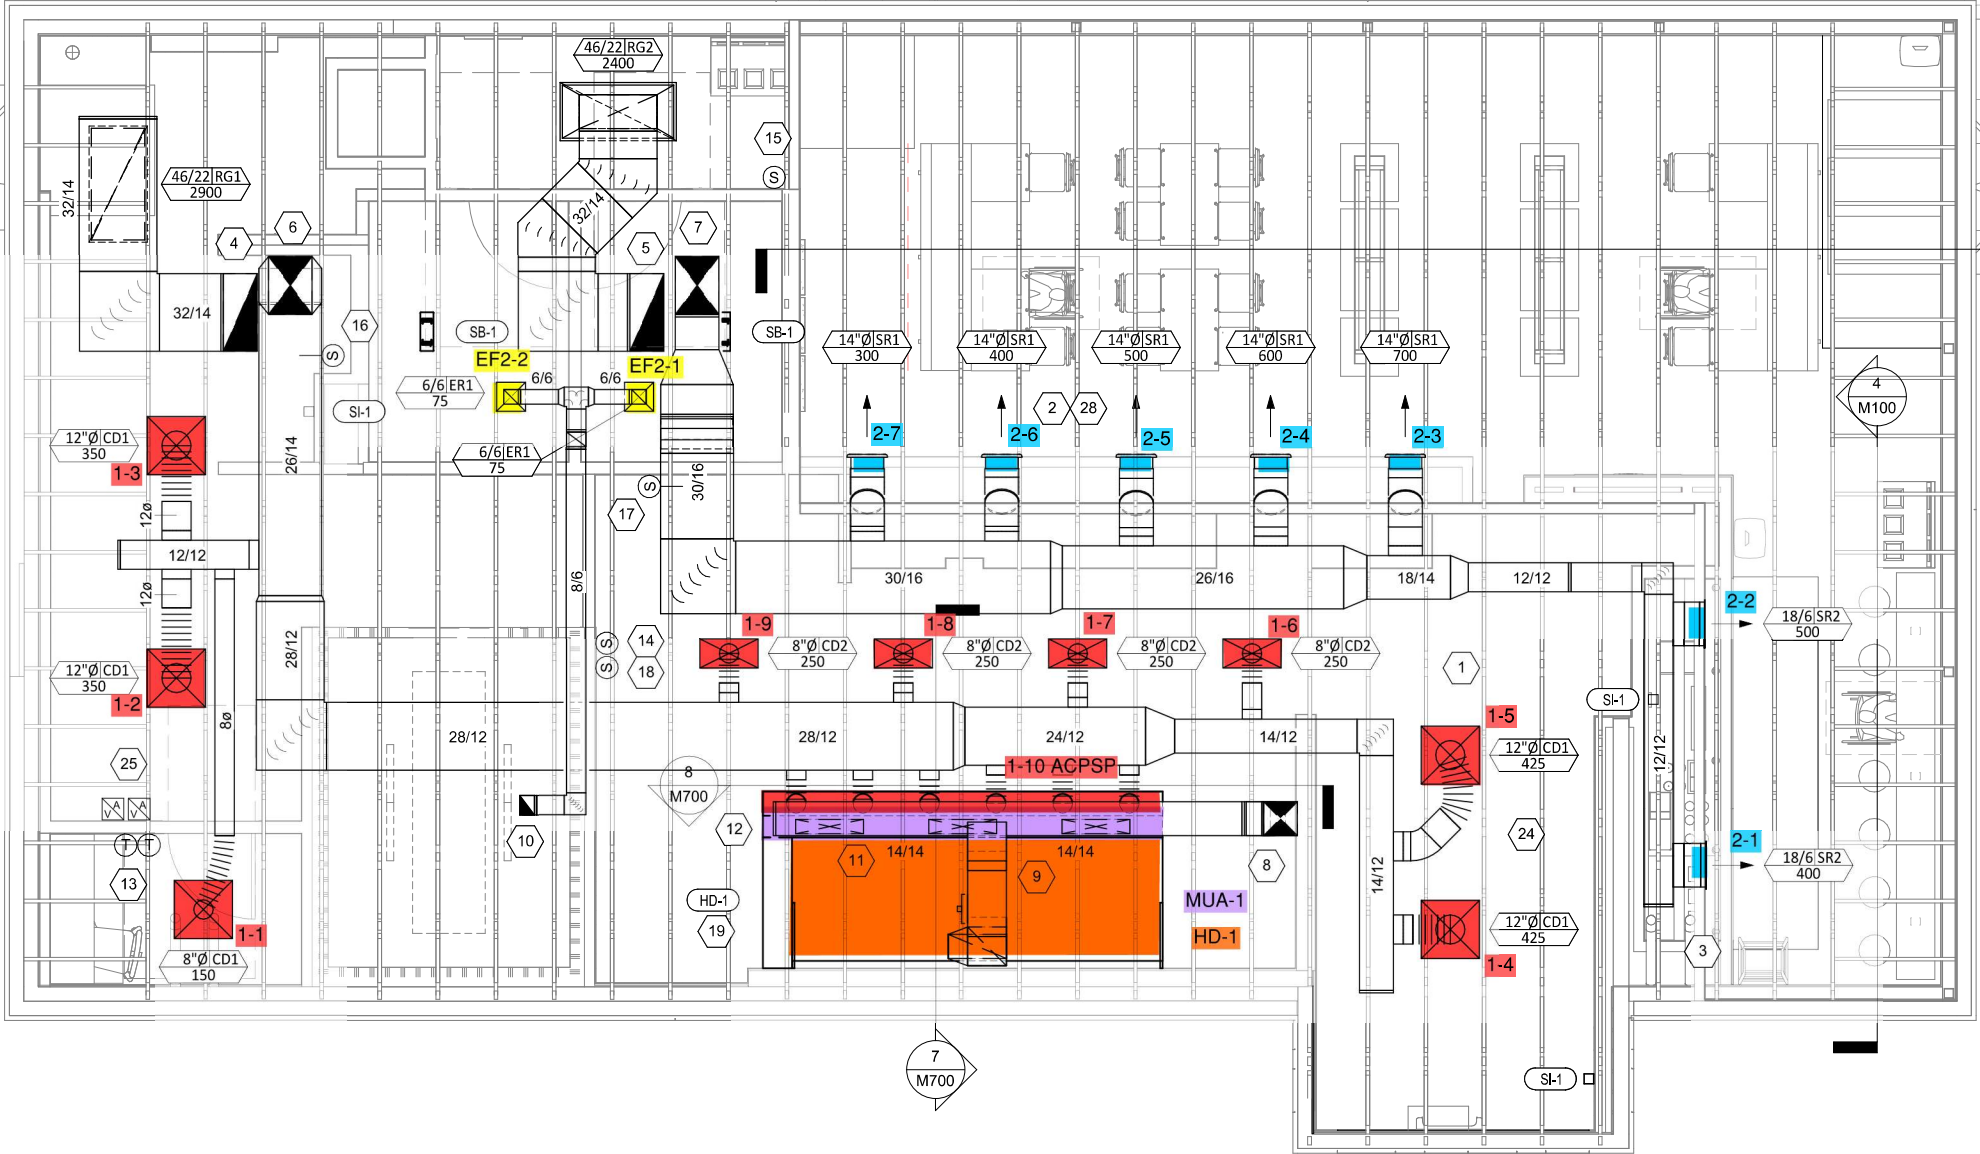 46/22 RG2
2400
15
S
46/22 RG1
2900
32/14
32/14
4
6
5
7
32/14
16
S
SB-1
SB-1
14"Ø SR1
300
14"Ø SR1
400
14"Ø SR1
500
14"Ø SR1
600
14"Ø SR1
700
EF2-2
EF2-1
6/6 ER1
75
6/6
6/6
SI-1
2
28
4
M100
12"Ø CD1
350
1-3
26/14
6/6 ER1
75
2-7
2-6
2-5
2-4
2-3
S
30/16
17
12ø
12/12
12ø
8/6
30/16
26/16
18/14
12/12
2-2
18/6 SR2
500
1-9
1-8
1-7
1-6
S
14
S
18
8"Ø CD2
250
8"Ø CD2
250
8"Ø CD2
250
8"Ø CD2
250
28/12
12"Ø CD1
350
1-2
1
SI-1
8ø
28/12
28/12
24/12
14/12
1-5
12"Ø CD1
425
12/12
25
8
M700
1-10 ACPSP
A
V
A
V
T
T
10
12
11
14/14
14/14
9
8
24
2-1
18/6 SR2
400
13
14/12
HD-1
19
MUA-1
HD-1
1-1
8"Ø CD1
150
12"Ø CD1
425
1-4
3
7
M700
SI-1